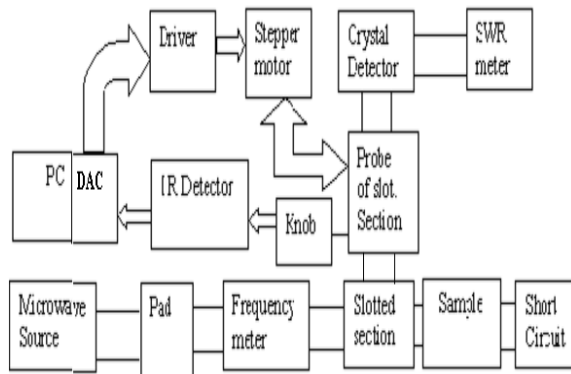 Driver
Stepper
motor
Crystal
Detector
SWR
meter
PC
DAC
IR Detector
Knob
Probe
of slot.
Section
Microwave
Source
Pad
Frequency
meter
Slotted
section
Sample
Short
Circuit